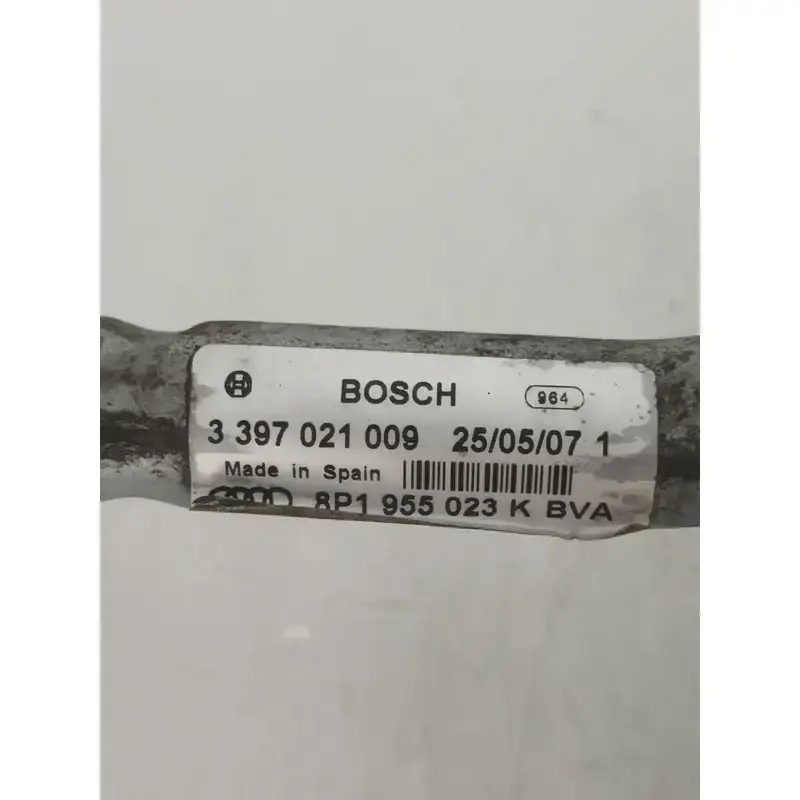 BOSCH 964
3 397 021 009 25/05/07 1
Made in Spain
8P1 955 023 K BVA